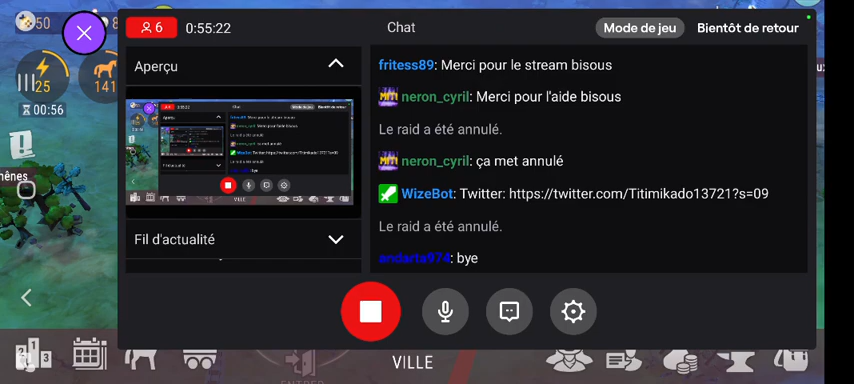 50
6
0:55:22
Chat
Mode de jeu
Bientôt de retour
Aperçu
fritess89: Merci pour le stream bisous
neron_cyril: Merci pour l'aide bisous
Le raid a été annulé.
neron_cyril: ça met annulé
WizeBot: Twitter: https://twitter.com/Titimikado13721?s=09
Le raid a été annulé.
andarta974: bye
Fil d'actualité
25
141
00:56
hênes
VILLE
ENTRER